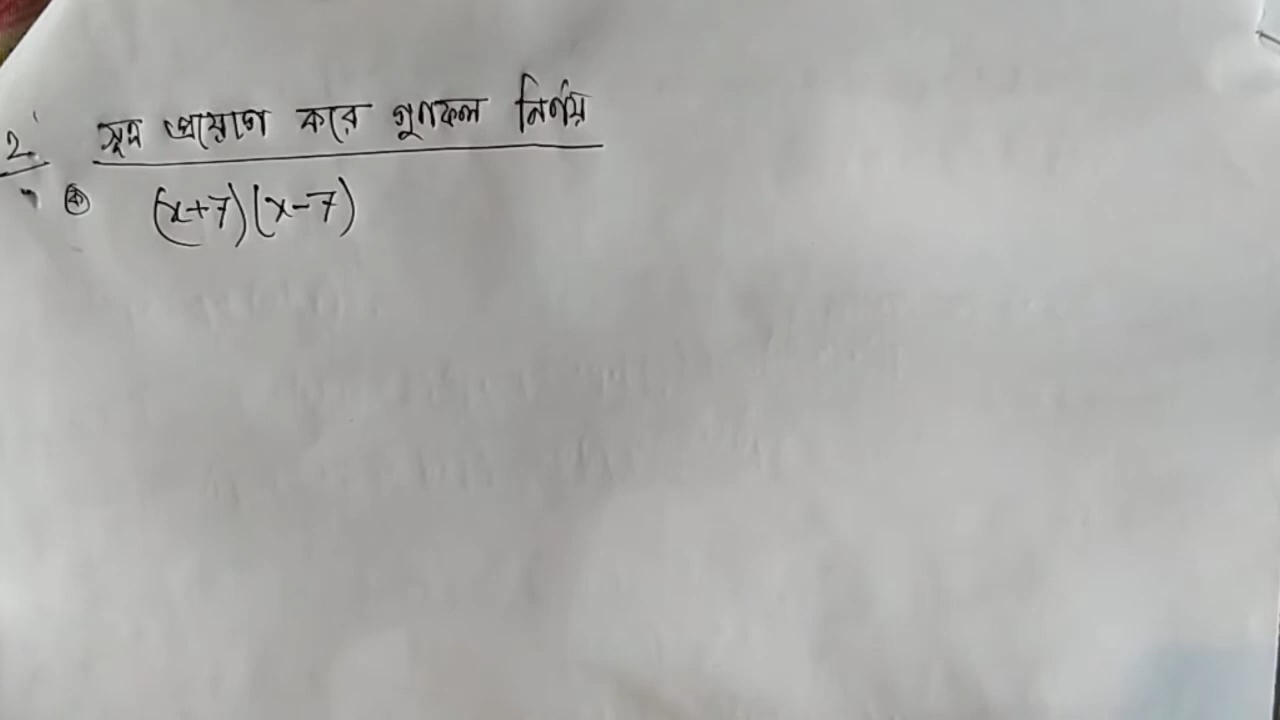 2. সূত্র প্রয়োগ করে গুণফল নির্ণয়
ক (x+7)(x-7)